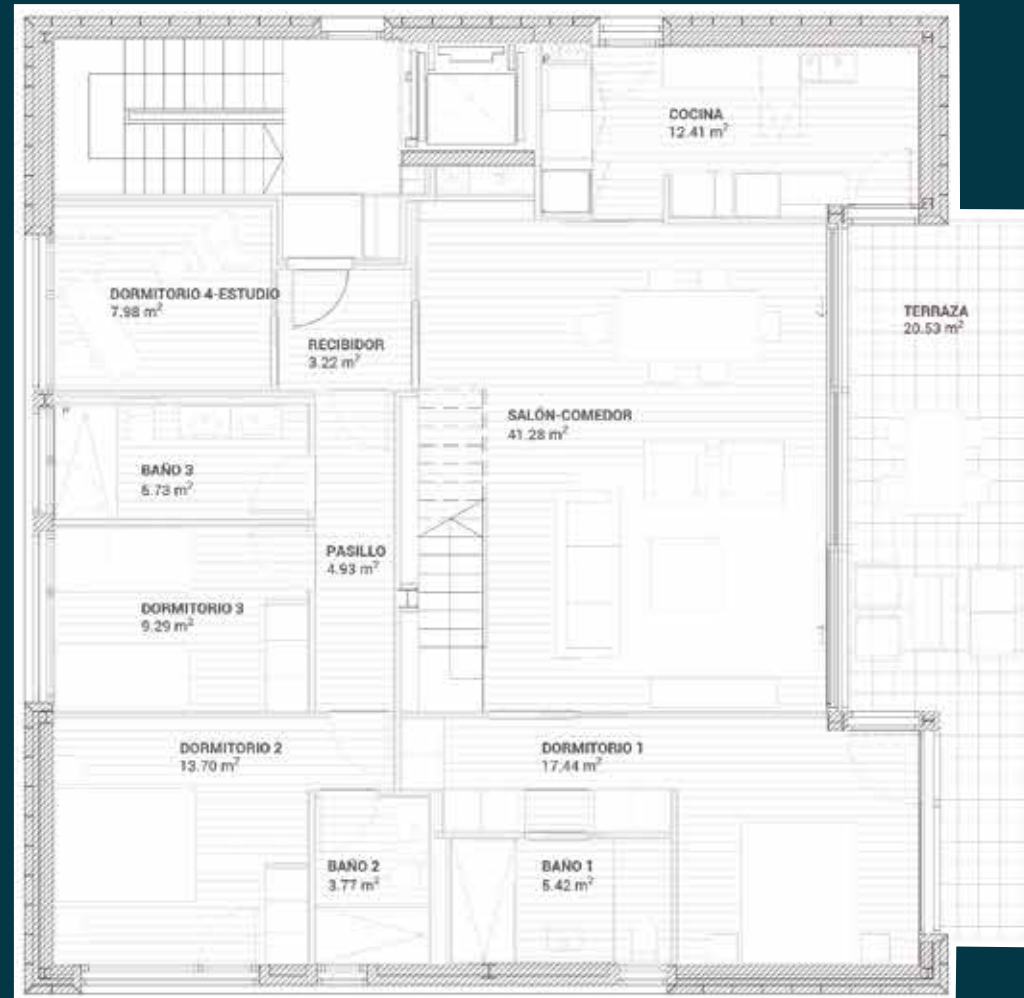 COCINA
12.41 m²
DORMITORIO 4-ESTUDIO
7.98 m²
RECIBIDOR
3.22 m²
TERRAZA
20.53 m²
SALÓN-COMEDOR
41.28 m²
BAÑO 3
5.73 m²
PASILLO
4.93 m²
DORMITORIO 3
9.29 m²
DORMITORIO 2
13.70 m²
DORMITORIO 1
17.44 m²
BAÑO 2
3.77 m²
BAÑO 1
5.42 m²